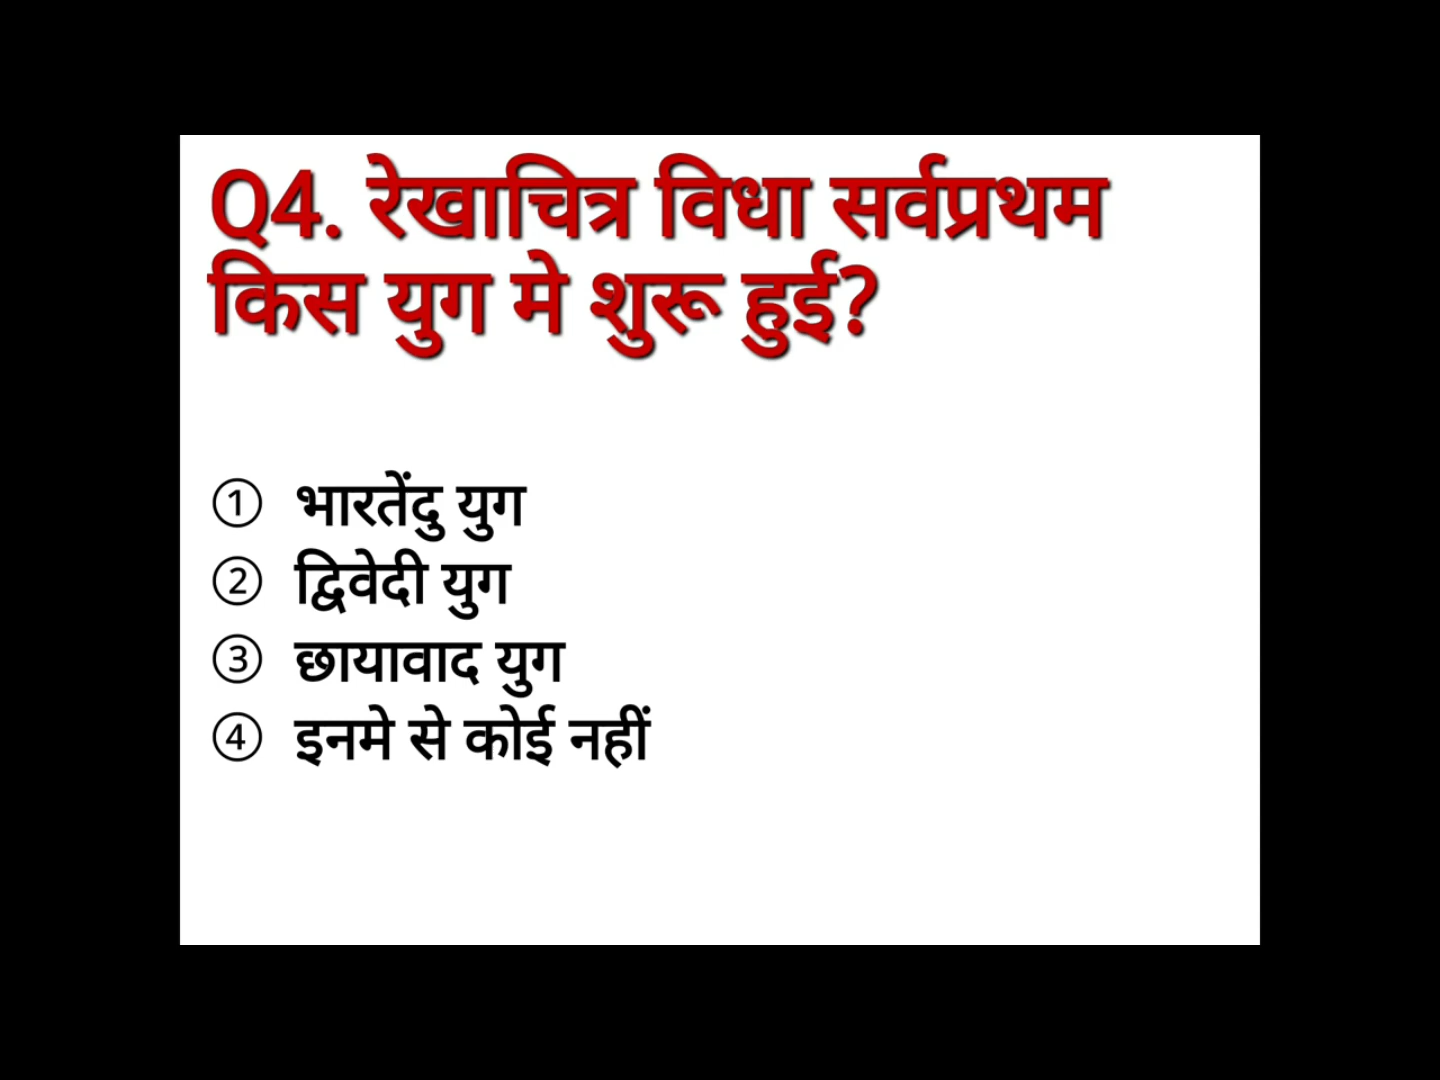 Q4. रेखाचित्र विधा सर्वप्रथम
किस युग मे शुरू हुई?
① भारतेंदु युग
② द्विवेदी युग
③ छायावाद युग
④ इनमे से कोई नहीं